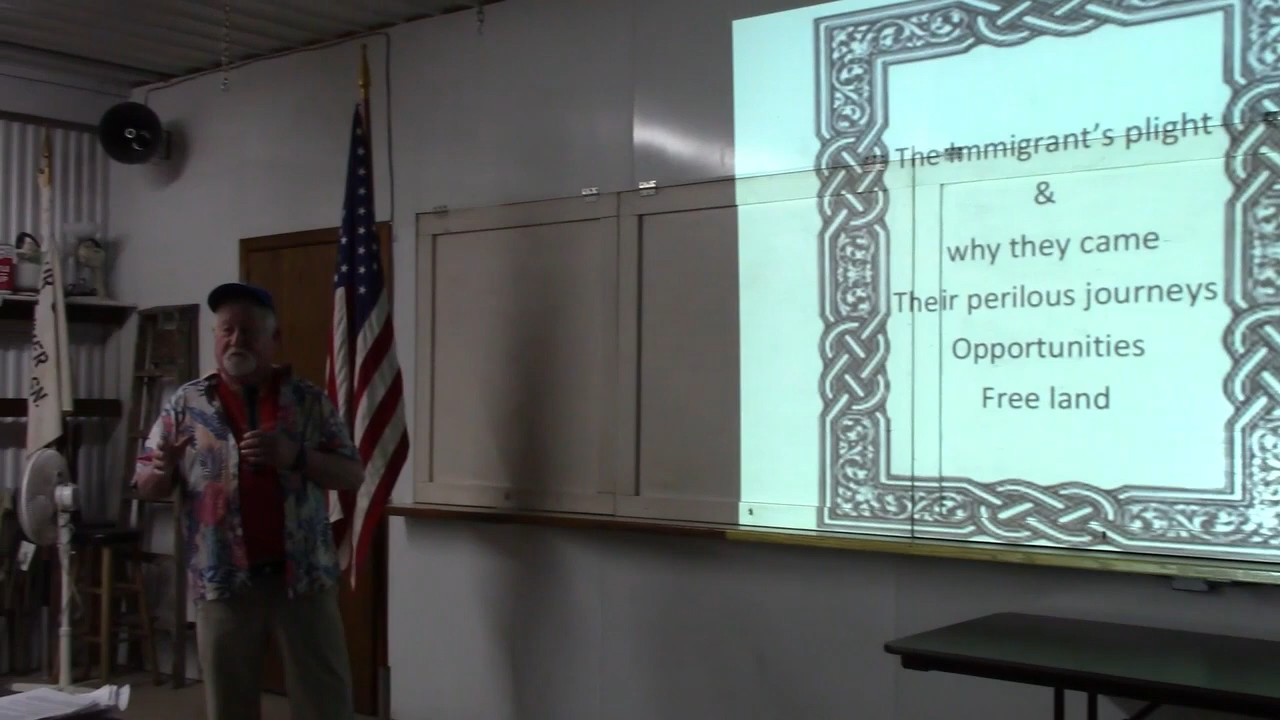 The Immigrant's plight
&
why they came
Their perilous journeys
Opportunities
Free land